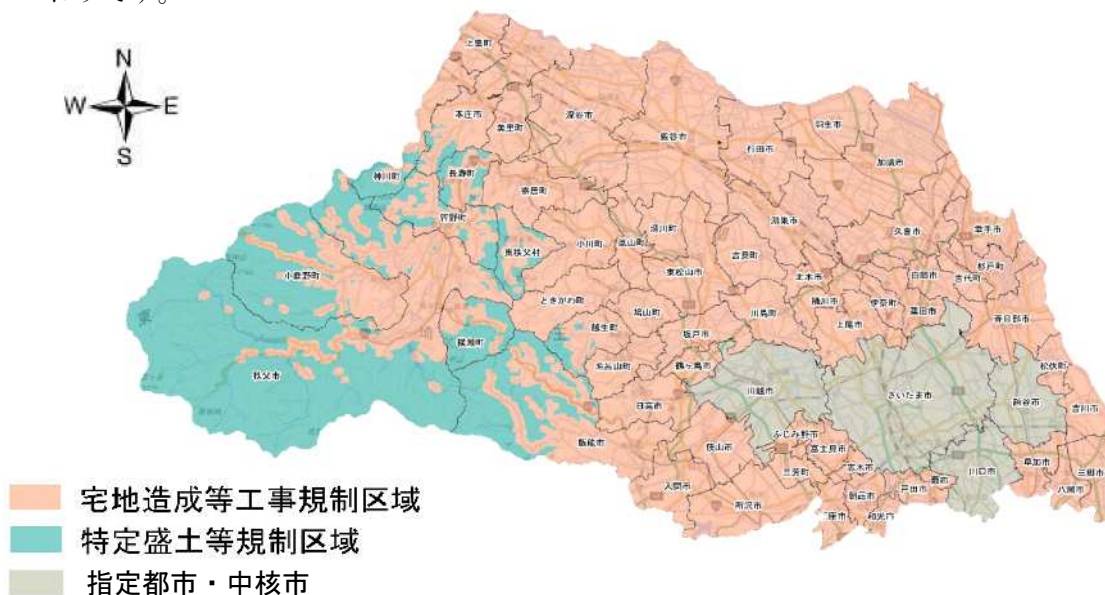 です。
N
W E
S
上里町
本庄市
美里町
深谷市
熊谷市
行田市
羽生市
加須市
神川町
長瀞町
皆野町
寄居町
東秩父村
小川町
嵐山町
滑川町
吉見町
鴻巣市
久喜市
幸手市
小鹿野町
東松山市
北本市
白岡市
宮代町
杉戸町
ときがわ町
鳩山町
川島町
桶川市
伊奈町
蓮田市
上尾市
春日部市
横瀬町
越生町
坂戸市
毛呂山町
鶴ヶ島市
松伏町
秩父市
川越市
さいたま市
越谷市
吉川市
日高市
飯能市
狭山市
ふじみ野市
富士見市
三芳町
志木市
川口市
草加市
三郷市
入間市
朝霞市
戸田市
蕨市
八潮市
所沢市
新座市
和光市
宅地造成等工事規制区域
特定盛土等規制区域
指定都市・中核市